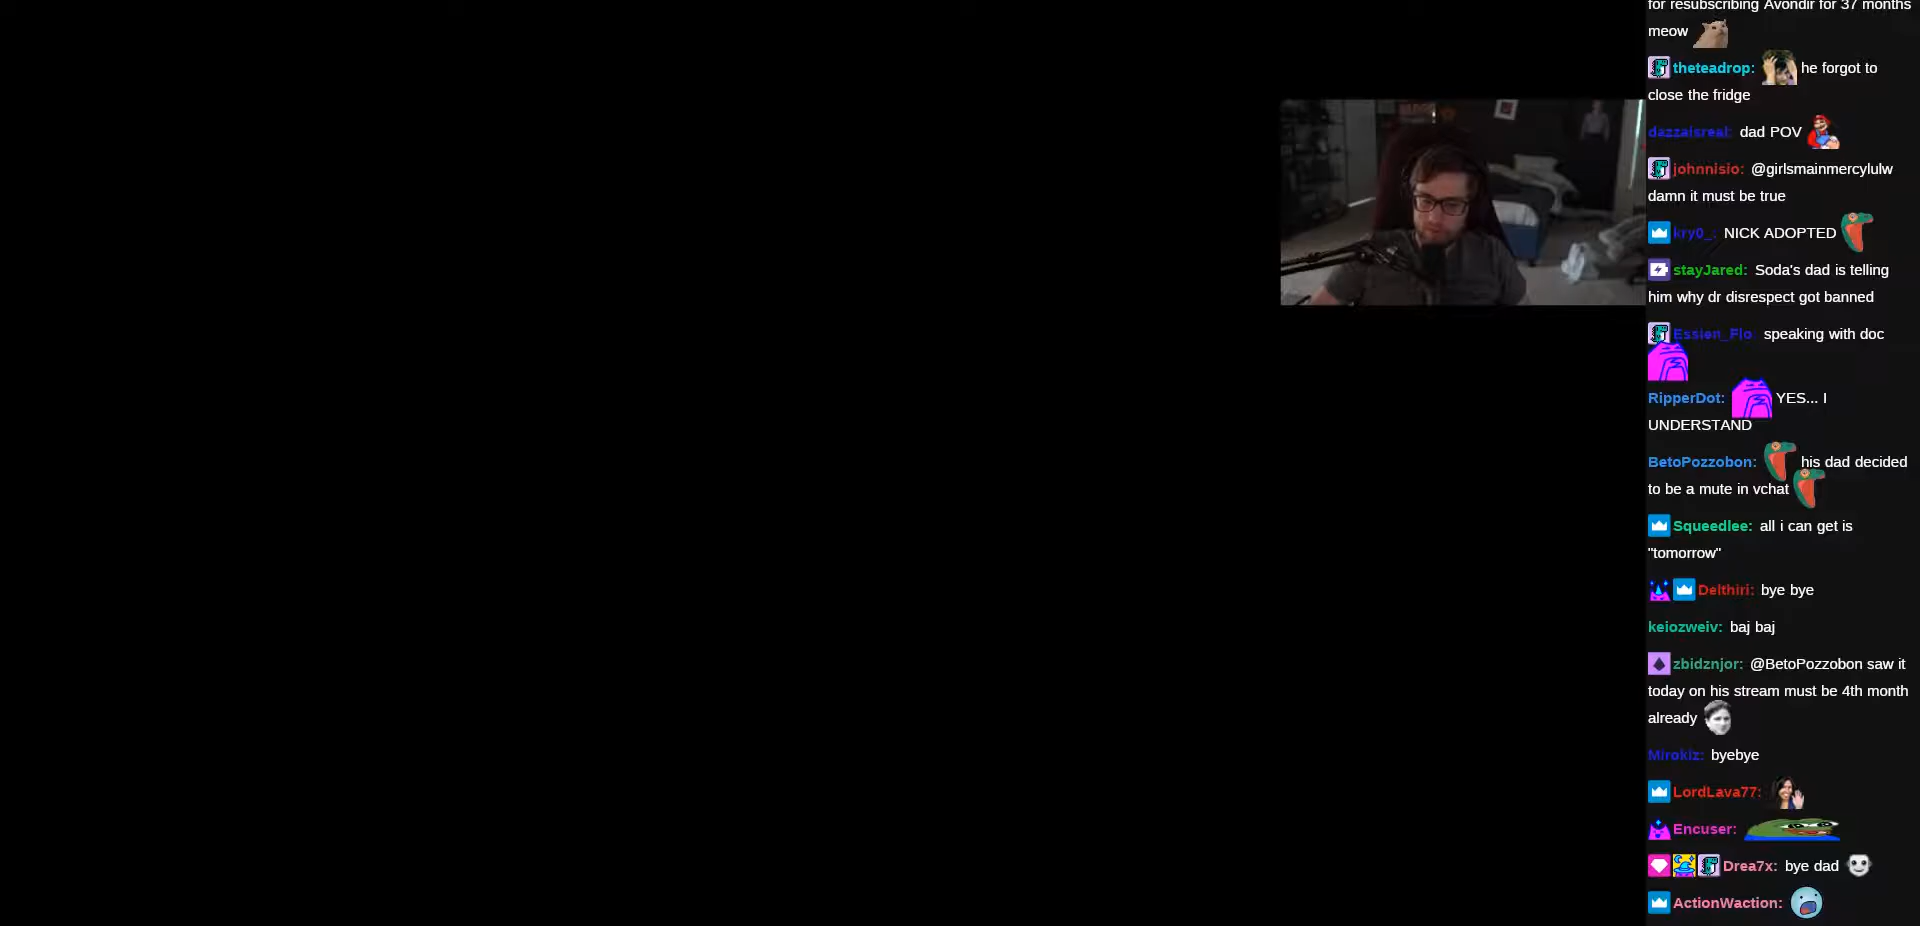 for resubscribing Avondir for 37 months
meow
theteadrop: he forgot to
close the fridge
dazzaisreal: dad POV
johnnisio: @girlsmainmercylulw
damn it must be true
kry0_: NICK ADOPTED
stayJared: Soda's dad is telling
him why dr disrespect got banned
Essien_Flo: speaking with doc
RipperDot: YES... I
UNDERSTAND
BetoPozzobon: his dad decided
to be a mute in vchat
Squeedlee: all i can get is
"tomorrow"
Delthiri: bye bye
keiozweiv: baj baj
zbidznjor: @BetoPozzobon saw it
today on his stream must be 4th month
already
Mirokiz: byebye
LordLava77:
Encuser:
Drea7x: bye dad
ActionWaction: